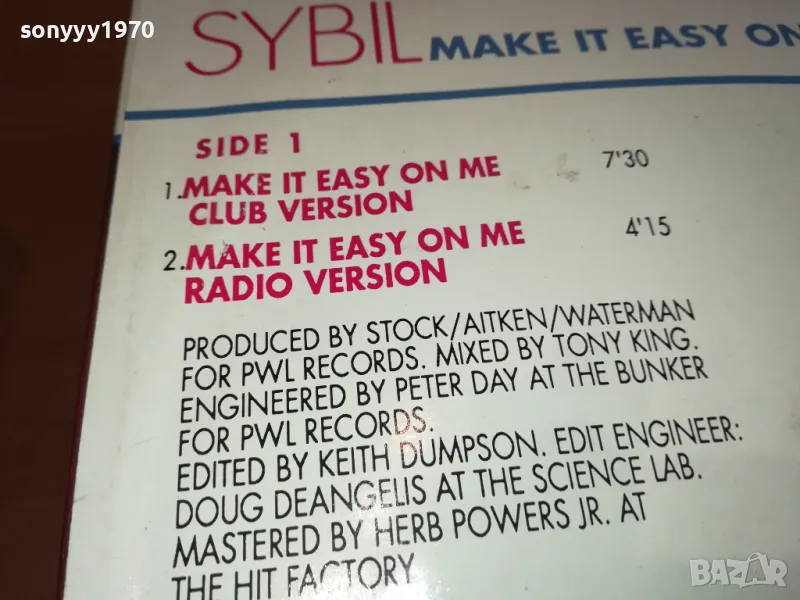 sonyyy1970
SYBIL MAKE IT EASY ON
SIDE 1
1. MAKE IT EASY ON ME 7'30
CLUB VERSION
2. MAKE IT EASY ON ME 4'15
RADIO VERSION
PRODUCED BY STOCK/AITKEN/WATERMAN
FOR PWL RECORDS. MIXED BY TONY KING.
ENGINEERED BY PETER DAY AT THE BUNKER
FOR PWL RECORDS.
EDITED BY KEITH DUMPSON. EDIT ENGINEER:
DOUG DEANGELIS AT THE SCIENCE LAB.
MASTERED BY HERB POWERS JR. AT
THE HIT FACTORY
BAZAR